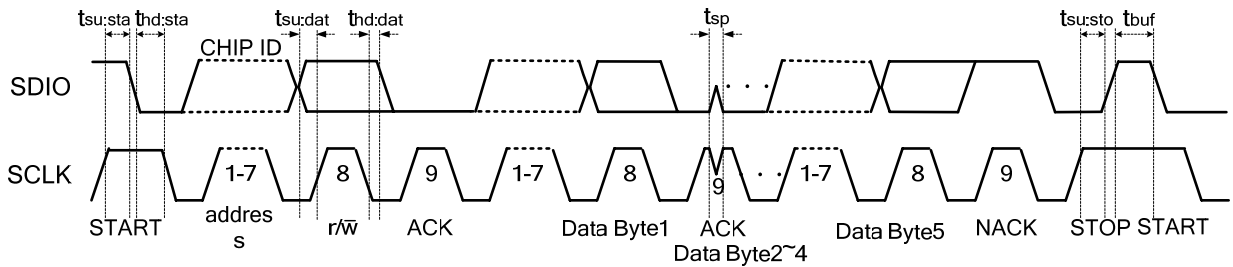 tsu:sta thd:sta tsu:dat thd:dat tsp tsu:sto tbuf
CHIP ID
SDIO
. . . .
SCLK 1-7 8 9 1-7 8 9 . . . 1-7 8 9
START addres
s r/w̅ ACK Data Byte1 ACK Data Byte5 NACK STOP START
Data Byte2~4